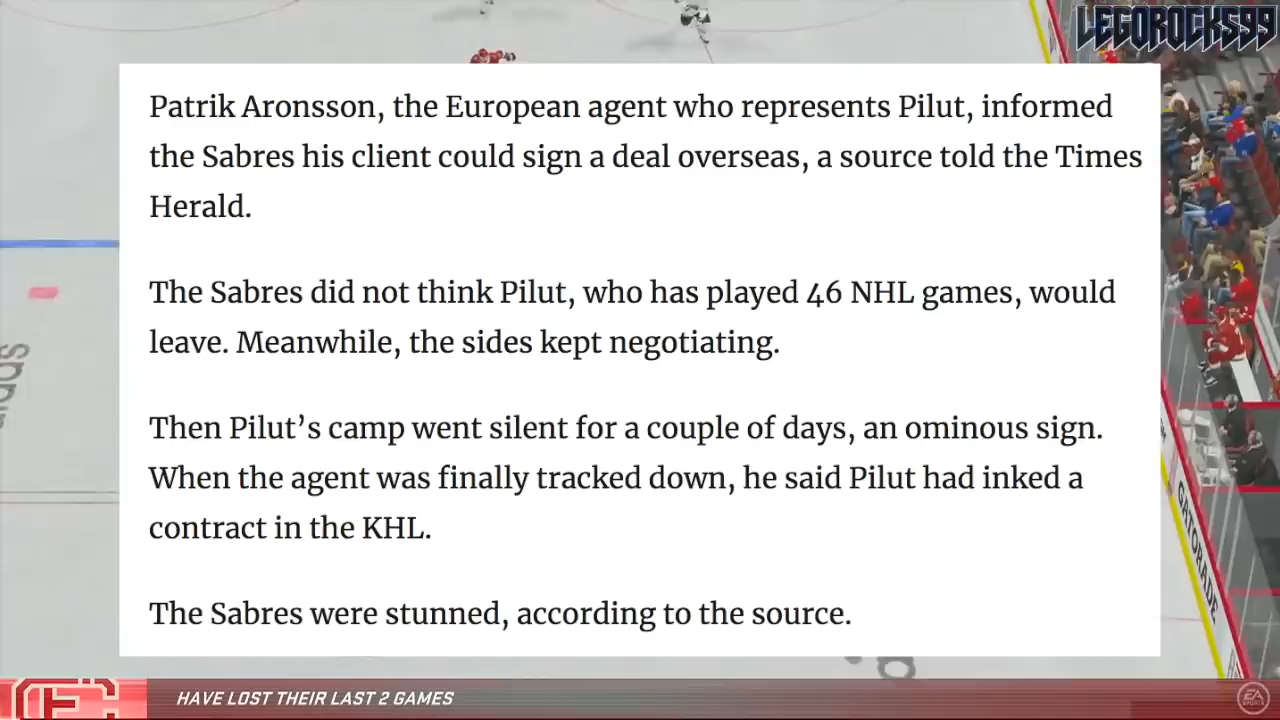 LEGOROCKS99
Patrik Aronsson, the European agent who represents Pilut, informed
the Sabres his client could sign a deal overseas, a source told the Times
Herald.
The Sabres did not think Pilut, who has played 46 NHL games, would
leave. Meanwhile, the sides kept negotiating.
Then Pilut’s camp went silent for a couple of days, an ominous sign.
When the agent was finally tracked down, he said Pilut had inked a
contract in the KHL.
The Sabres were stunned, according to the source.
GATORADE
HAVE LOST THEIR LAST 2 GAMES
EA
SPORTS